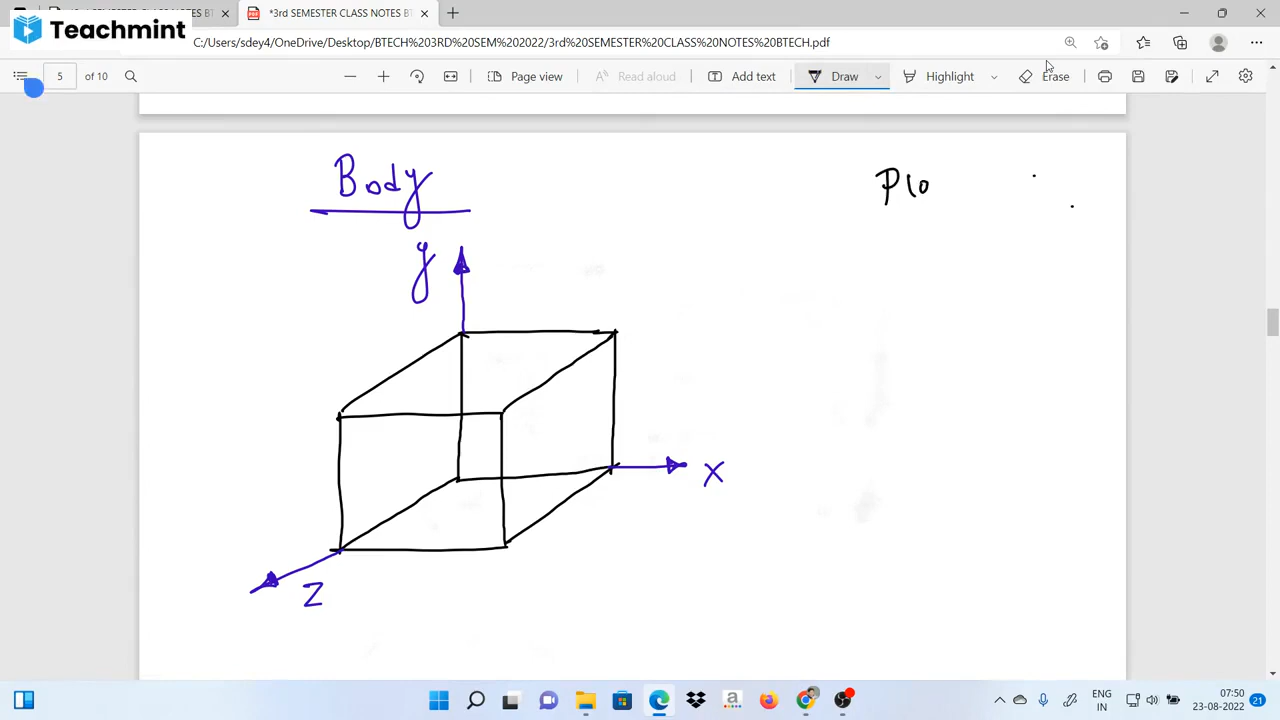 *3rd SEMESTER CLASS NOTES BT
Teachmint
C:/Users/sdey4/OneDrive/Desktop/BTECH%203RD%20SEM%202022/3rd%20SEMESTER%20CLASS%20NOTES%20BTECH.pdf
5 of 10 Page view Read aloud Add text Draw Highlight Erase
Body
Plo
y
x
z
ENG
IN
07:50
23-08-2022
21